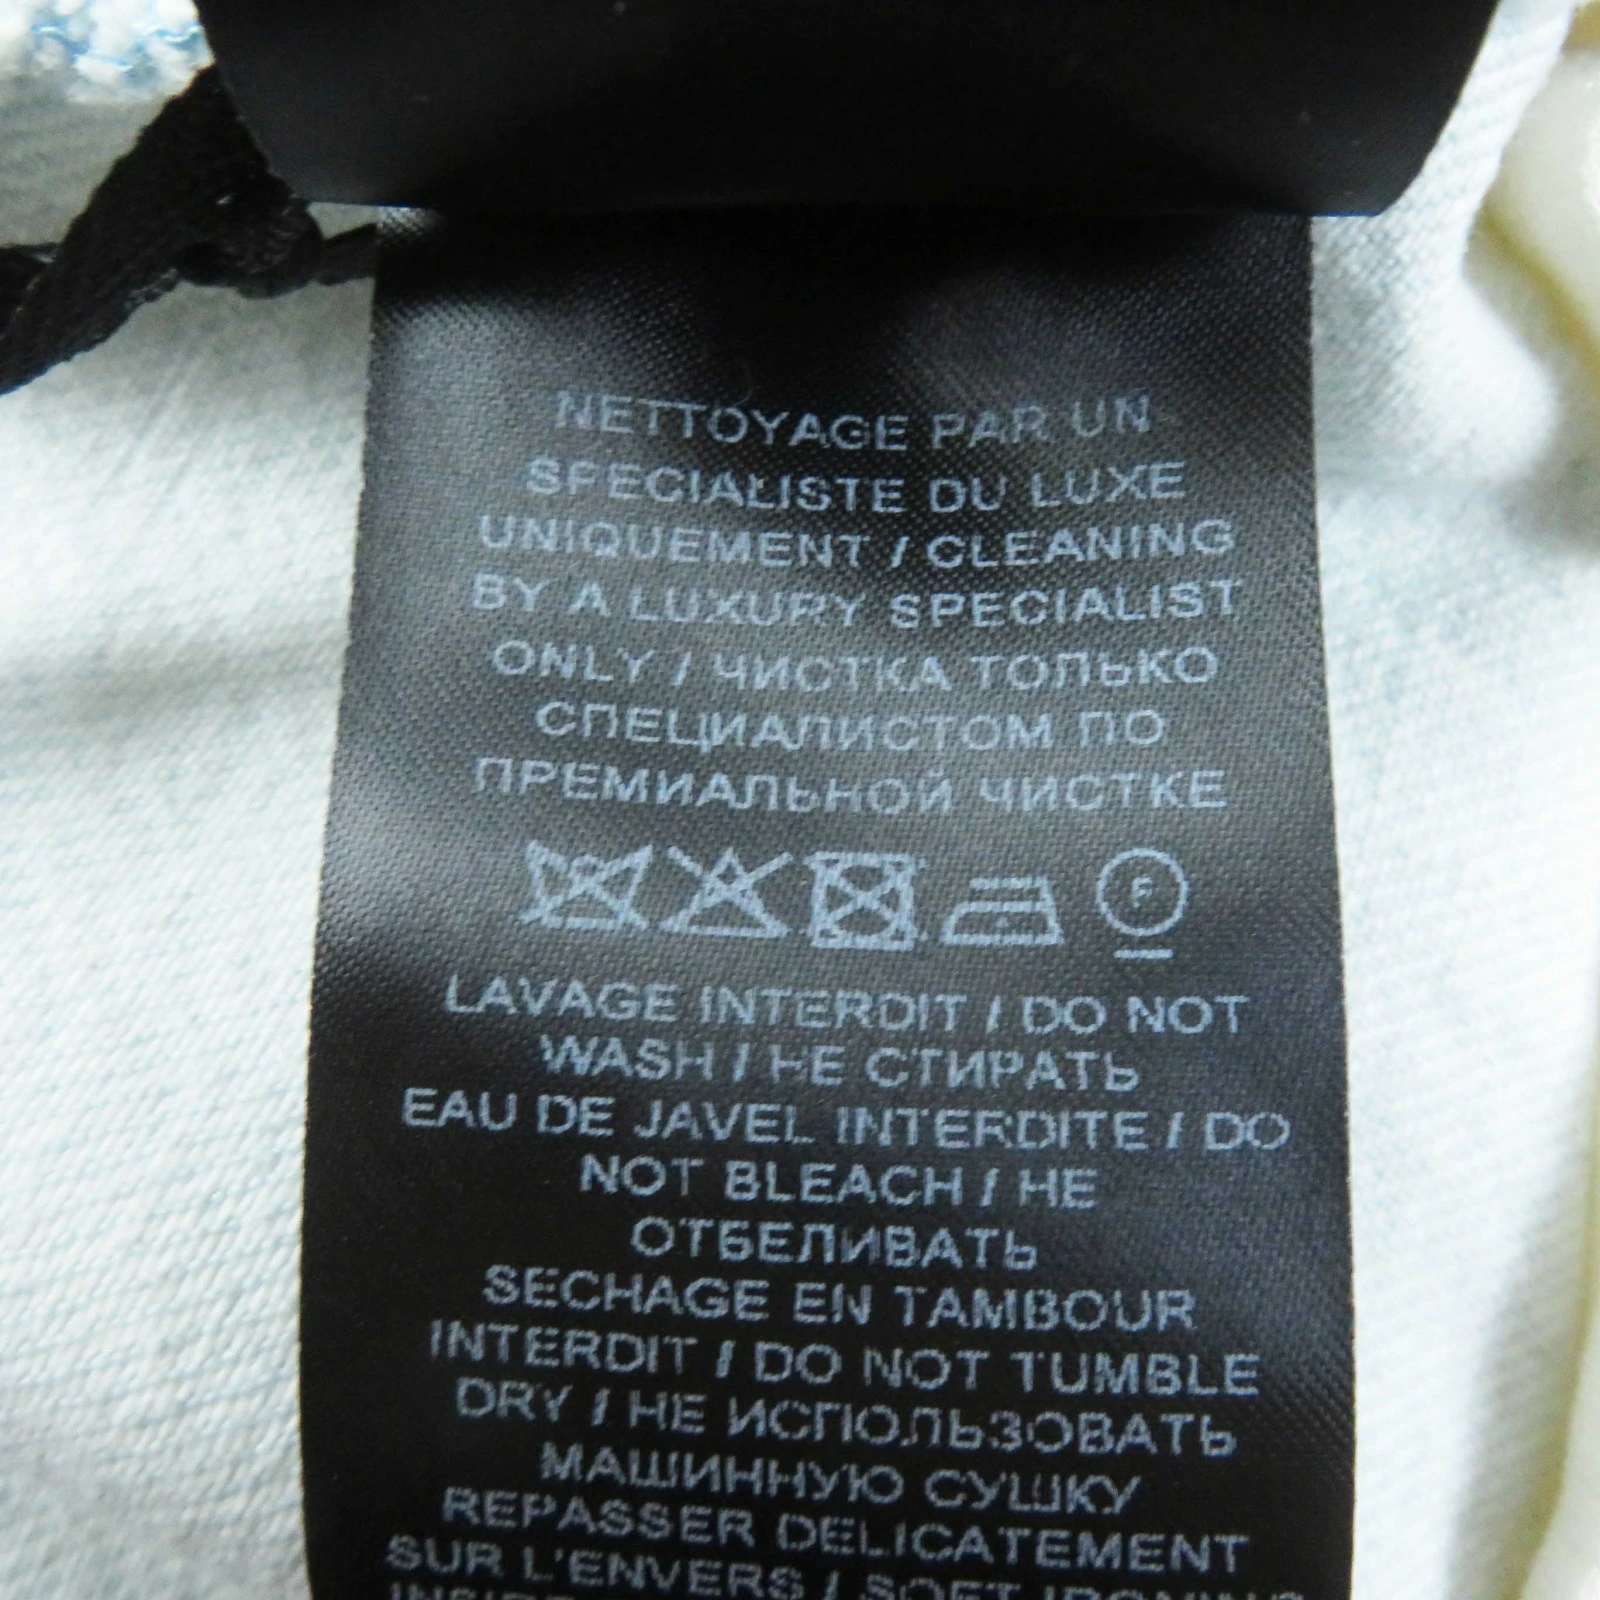 NETTOYAGE PAR UN
SPECIALISTE DU LUXE
UNIQUEMENT / CLEANING
BY A LUXURY SPECIALIST
ONLY / ЧИСТКА ТОЛЬКО
СПЕЦИАЛИСТОМ ПО
ПРЕМИАЛЬНОЙ ЧИСТКЕ
F
LAVAGE INTERDIT / DO NOT
WASH / НЕ СТИРАТЬ
EAU DE JAVEL INTERDITE / DO
NOT BLEACH / НЕ
ОТБЕЛИВАТЬ
SECHAGE EN TAMBOUR
INTERDIT / DO NOT TUMBLE
DRY / НЕ ИСПОЛЬЗОВАТЬ
МАШИННУЮ СУШКУ
REPASSER DELICATEMENT
SUR L'ENVERS / SOFT